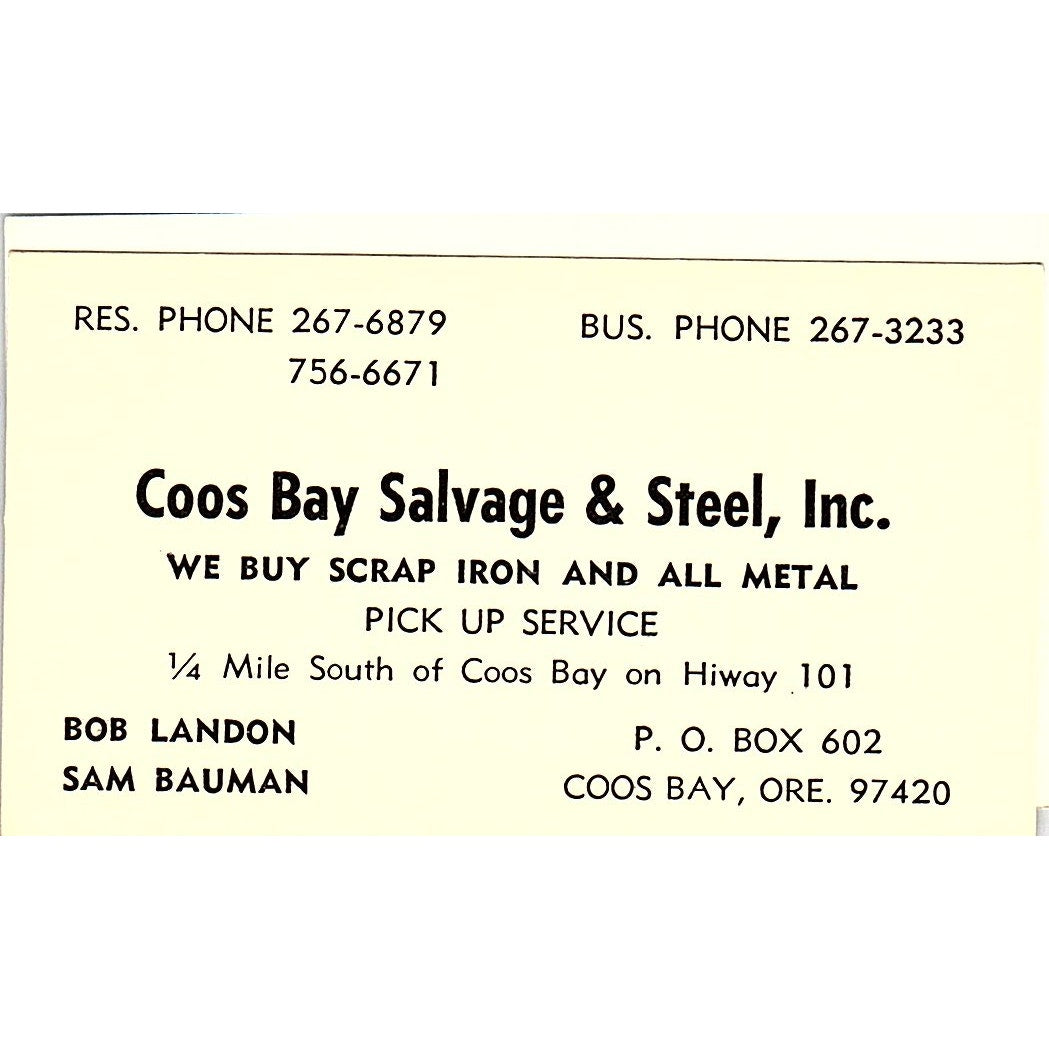 RES. PHONE 267-6879 BUS. PHONE 267-3233
756-6671
Coos Bay Salvage & Steel, Inc.
WE BUY SCRAP IRON AND ALL METAL
PICK UP SERVICE
¼ Mile South of Coos Bay on Hiway 101
BOB LANDON P. O. BOX 602
SAM BAUMAN COOS BAY, ORE. 97420